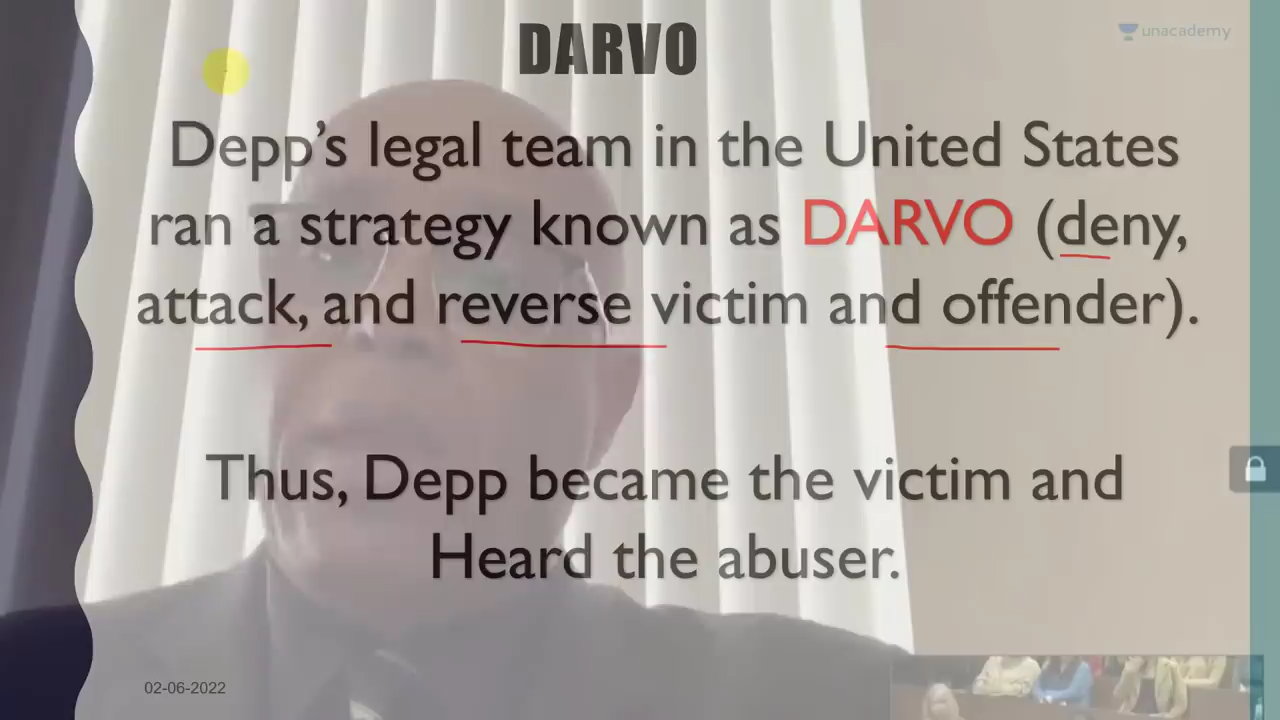 DARVO
unacademy
Depp's legal team in the United States
ran a strategy known as DARVO (deny,
attack, and reverse victim and offender).
Thus, Depp became the victim and
Heard the abuser.
02-06-2022